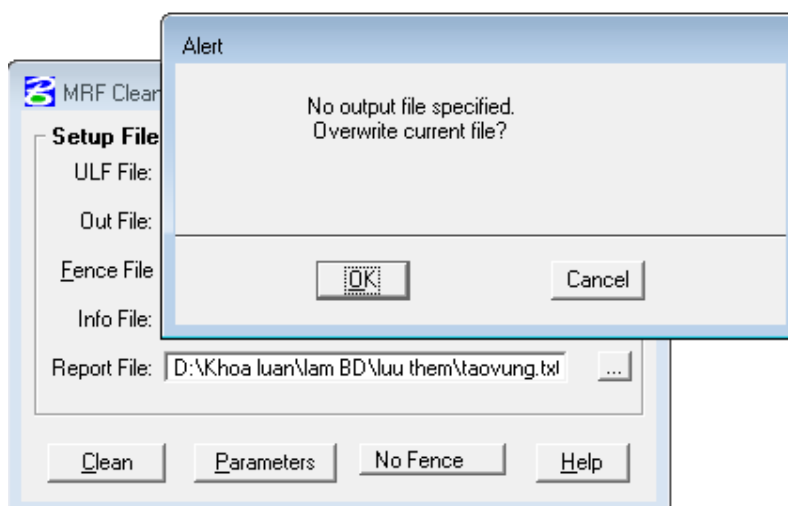 Alert
No output file specified.
Overwrite current file?
OK
Cancel
MRF Clean
Setup File
ULF File:
Out File:
Fence File
Info File:
Report File: D:\Khoa luan\lam BD\luu them\taovung.txt ...
Clean Parameters No Fence Help